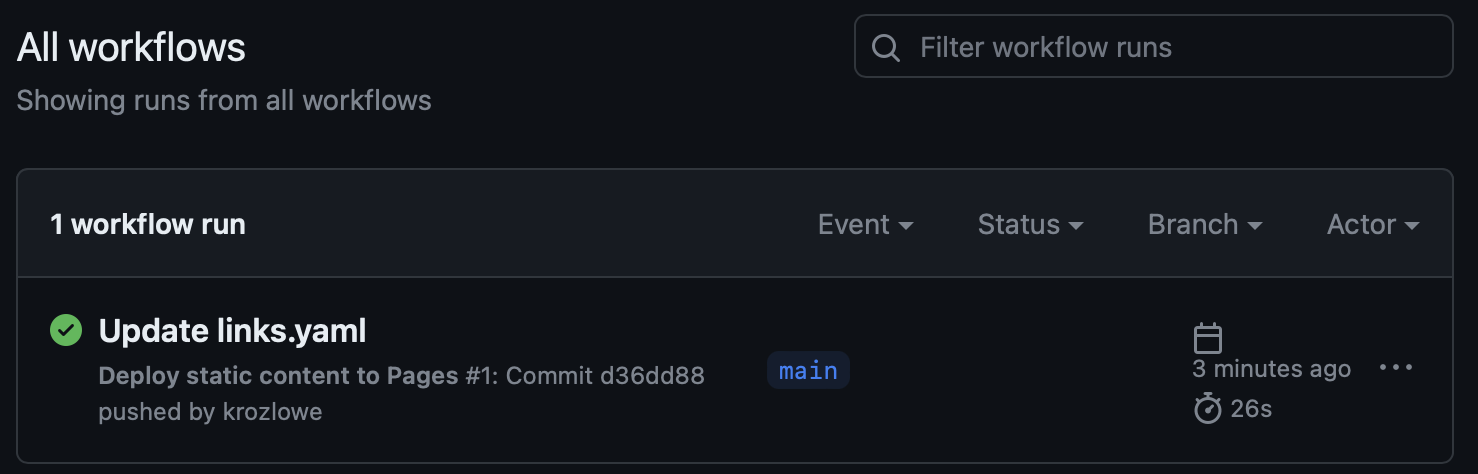 All workflows
Filter workflow runs
Showing runs from all workflows
1 workflow run
Event
Status
Branch
Actor
Update links.yaml
Deploy static content to Pages #1: Commit d36dd88
pushed by krozlowe
main
3 minutes ago
26s